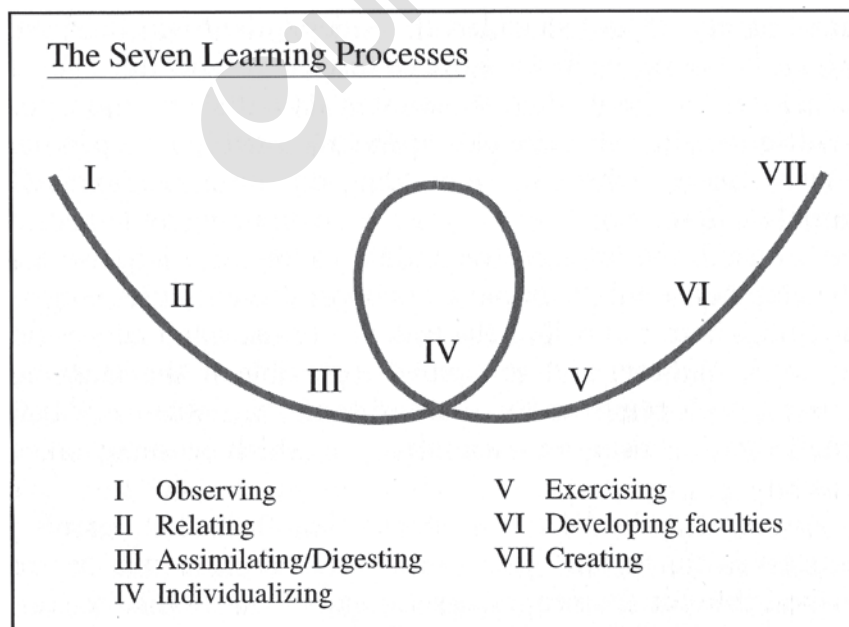 The Seven Learning Processes
I
VII
II
VI
IV
III
V
I Observing
II Relating
III Assimilating/Digesting
IV Individualizing
V Exercising
VI Developing faculties
VII Creating